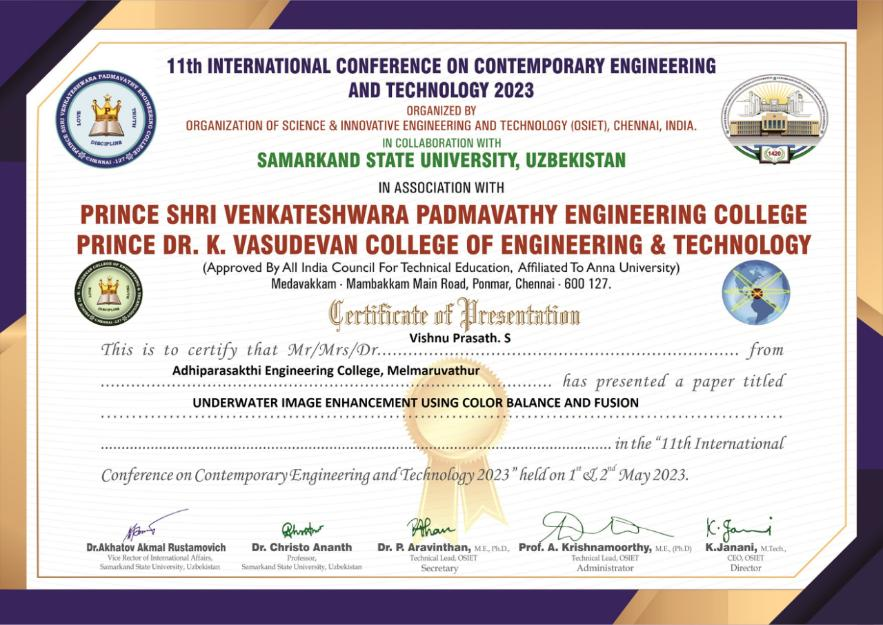 11th INTERNATIONAL CONFERENCE ON CONTEMPORARY ENGINEERING
AND TECHNOLOGY 2023
ORGANIZED BY
ORGANIZATION OF SCIENCE & INNOVATIVE ENGINEERING AND TECHNOLOGY (OSIET), CHENNAI, INDIA.
IN COLLABORATION WITH
SAMARKAND STATE UNIVERSITY, UZBEKISTAN
IN ASSOCIATION WITH
PRINCE SHRI VENKATESHWARA PADMAVATHY ENGINEERING COLLEGE
PRINCE DR. K. VASUDEVAN COLLEGE OF ENGINEERING & TECHNOLOGY
(Approved By All India Council For Technical Education, Affiliated To Anna University)
Medavakkam - Mambakkam Main Road, Ponmar, Chennai - 600 127.
PRINCE SHRI VENKATESHWARA PADMAVATHY ENGINEERING COLLEGE
CHENNAI -127
LOVE
TRUTH
DISCIPLINE
1420
Certificate of Presentation
This is to certify that Mr/Mrs/Dr. Vishnu Prasath. S from
Adhiparasakthi Engineering College, Melmaruvathur has presented a paper titled
UNDERWATER IMAGE ENHANCEMENT USING COLOR BALANCE AND FUSION
in the "11th International
Conference on Contemporary Engineering and Technology 2023" held on 1st & 2nd May 2023.
Dr.Akhatov Akmal Rustamovich
Vice Rector of International Affairs,
Samarkand State University, Uzbekistan
Dr. Christo Ananth
Professor,
Samarkand State University, Uzbekistan
Dr. P. Aravinthan, M.E., Ph.D.,
Technical Lead, OSIET
Secretary
Prof. A. Krishnamoorthy, M.E., (Ph.D)
Technical Lead, OSIET
Administrator
K. Jani
K.Janani, M.Tech.,
CEO, OSIET
Director